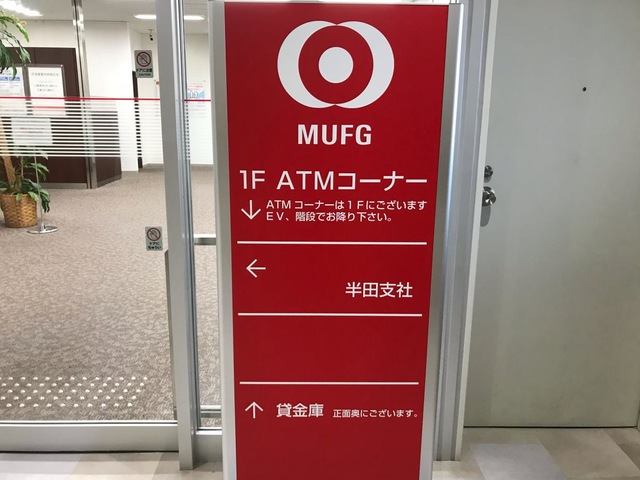 MUFG
1F ATMコーナー
ATMコーナーは1Fにございます
EV、階段でお降り下さい。
半田支社
貸金庫 正面奥にございます。